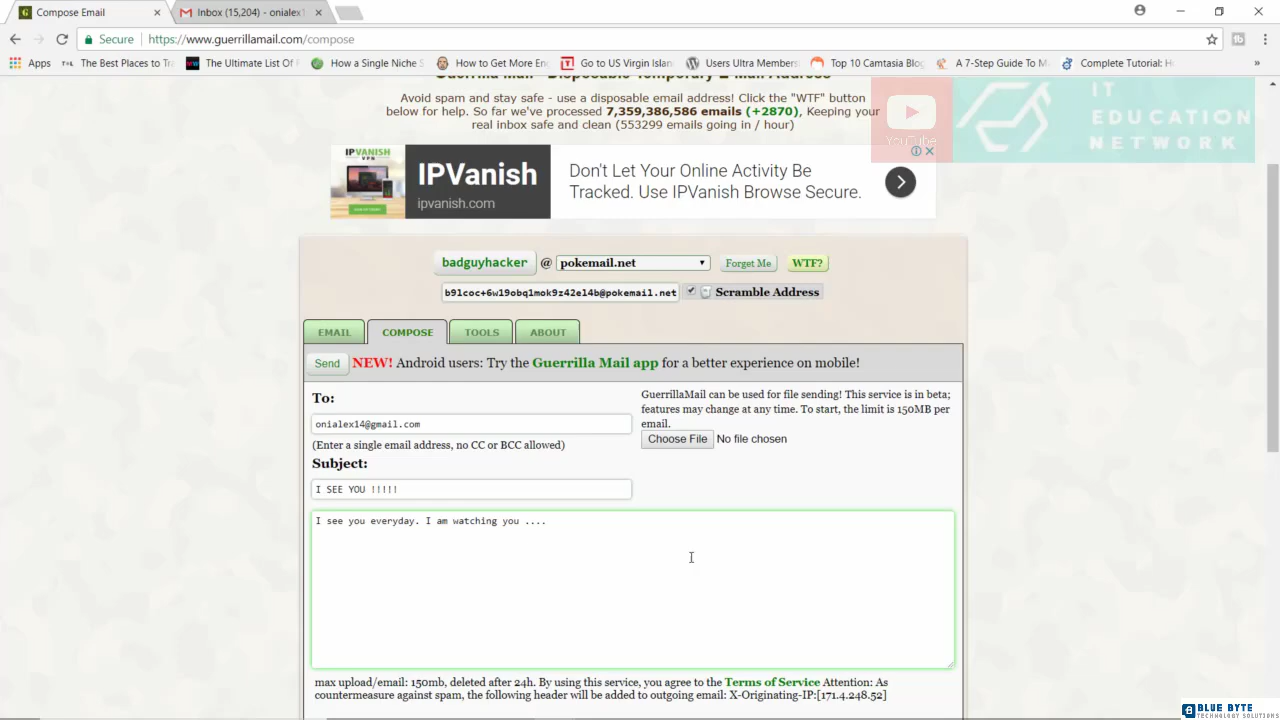 Compose Email
Inbox (15,204) - onialex1
Secure
https://www.guerrillamail.com/compose
Apps
The Best Places to Tr
The Ultimate List Of F
How a Single Niche S
How to Get More Eng
Go to US Virgin Islan
Users Ultra Members
Top 10 Camtasia Blog
A 7-Step Guide To M
Complete Tutorial: H
»
Guerrilla Mail - Disposable Temporary E-Mail Address
Avoid spam and stay safe - use a disposable email address! Click the "WTF" button
below for help. So far we've processed 7,359,386,586 emails (+2870), Keeping your
real inbox safe and clean (553299 emails going in / hour)
YouTube
IT
EDUCATION
NETWORK
IPVANISH
VPN
IPVanish
ipvanish.com
Don't Let Your Online Activity Be
Tracked. Use IPVanish Browse Secure.
badguyhacker @ pokemail.net Forget Me WTF?
b91coc+6w19obq1mok9z42el4b@pokemail.net Scramble Address
EMAIL COMPOSE TOOLS ABOUT
Send NEW! Android users: Try the Guerrilla Mail app for a better experience on mobile!
To:
onialex14@gmail.com
(Enter a single email address, no CC or BCC allowed)
GuerrillaMail can be used for file sending! This service is in beta;
features may change at any time. To start, the limit is 150MB per
email.
Choose File No file chosen
Subject:
I SEE YOU !!!!!
I see you everyday. I am watching you ....
max upload/email: 150mb, deleted after 24h. By using this service, you agree to the Terms of Service Attention: As
countermeasure against spam, the following header will be added to outgoing email: X-Originating-IP:[171.4.248.52]
BLUE BYTE
TECHNOLOGY SOLUTIONS